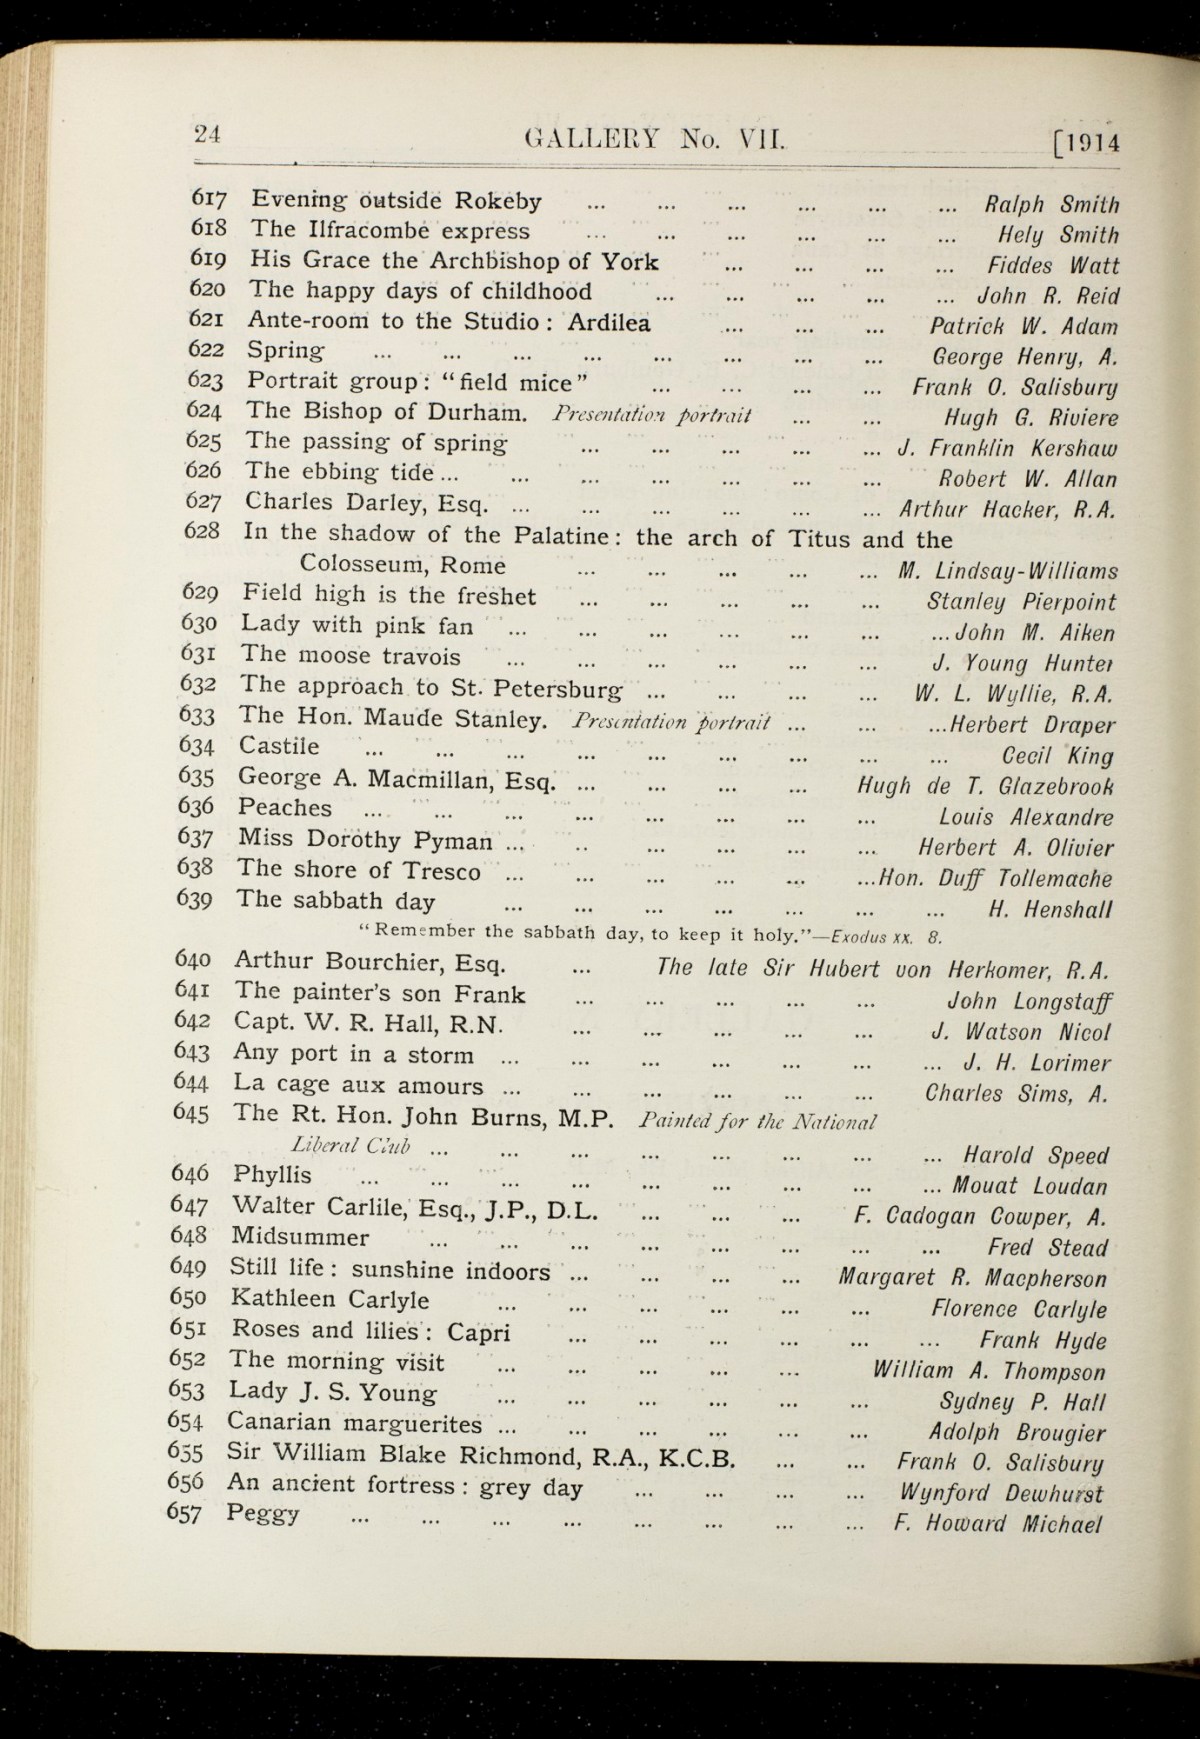 24 GALLERY No. VII. [1914
617 Evening outside Rokeby ... ... ... ... ... ... Ralph Smith
618 The Ilfracombe express ... ... ... ... ... ... Hely Smith
619 His Grace the Archbishop of York ... ... ... ... Fiddes Watt
620 The happy days of childhood ... ... ... ... ... John R. Reid
621 Ante-room to the Studio : Ardilea ... ... ... Patrick W. Adam
622 Spring ... ... ... ... ... ... ... ... George Henry, A.
623 Portrait group : “field mice” ... ... ... ... Frank O. Salisbury
624 The Bishop of Durham. Presentation portrait ... ... Hugh G. Riviere
625 The passing of spring ... ... ... ... ... J. Franklin Kershaw
626 The ebbing tide ... ... ... ... ... ... ... Robert W. Allan
627 Charles Darley, Esq. ... ... ... ... ... ... Arthur Hacker, R.A.
628 In the shadow of the Palatine : the arch of Titus and the
Colosseum, Rome ... ... ... ... ... M. Lindsay-Williams
629 Field high is the freshet ... ... ... ... ... Stanley Pierpoint
630 Lady with pink fan ... ... ... ... ... ... ... John M. Aiken
631 The moose travois ... ... ... ... ... ... J. Young Hunter
632 The approach to St. Petersburg ... ... ... ... W. L. Wyllie, R.A.
633 The Hon. Maude Stanley. Presentation portrait ... ... ... Herbert Draper
634 Castile ... ... ... ... ... ... ... ... ... Cecil King
635 George A. Macmillan, Esq. ... ... ... ... Hugh de T. Glazebrook
636 Peaches ... ... ... ... ... ... ... ... Louis Alexandre
637 Miss Dorothy Pyman ... .. ... ... ... ... Herbert A. Olivier
638 The shore of Tresco ... ... ... ... ... ... Hon. Duff Tollemache
639 The sabbath day ... ... ... ... ... ... ... H. Henshall
“Remember the sabbath day, to keep it holy.”—Exodus xx. 8.
640 Arthur Bourchier, Esq. ... The late Sir Hubert von Herkomer, R.A.
641 The painter’s son Frank ... ... ... ... ... John Longstaff
642 Capt. W. R. Hall, R.N. ... ... ... ... ... J. Watson Nicol
643 Any port in a storm ... ... ... ... ... ... ... J. H. Lorimer
644 La cage aux amours ... ... ... ... ... ... Charles Sims, A.
645 The Rt. Hon. John Burns, M.P. Painted for the National
Liberal Club ... ... ... ... ... ... ... ... Harold Speed
646 Phyllis ... ... ... ... ... ... ... ... ... Mouat Loudan
647 Walter Carlile, Esq., J.P., D.L. ... ... ... F. Cadogan Cowper, A.
648 Midsummer ... ... ... ... ... ... ... ... Fred Stead
649 Still life : sunshine indoors ... ... ... ... Margaret R. Macpherson
650 Kathleen Carlyle ... ... ... ... ... ... Florence Carlyle
651 Roses and lilies : Capri ... ... ... ... ... ... Frank Hyde
652 The morning visit ... ... ... ... ... William A. Thompson
653 Lady J. S. Young ... ... ... ... ... ... Sydney P. Hall
654 Canarian marguerites ... ... ... ... ... ... Adolph Brougier
655 Sir William Blake Richmond, R.A., K.C.B. ... ... Frank O. Salisbury
656 An ancient fortress : grey day ... ... ... ... Wynford Dewhurst
657 Peggy ... ... ... ... ... ... ... ... F. Howard Michael